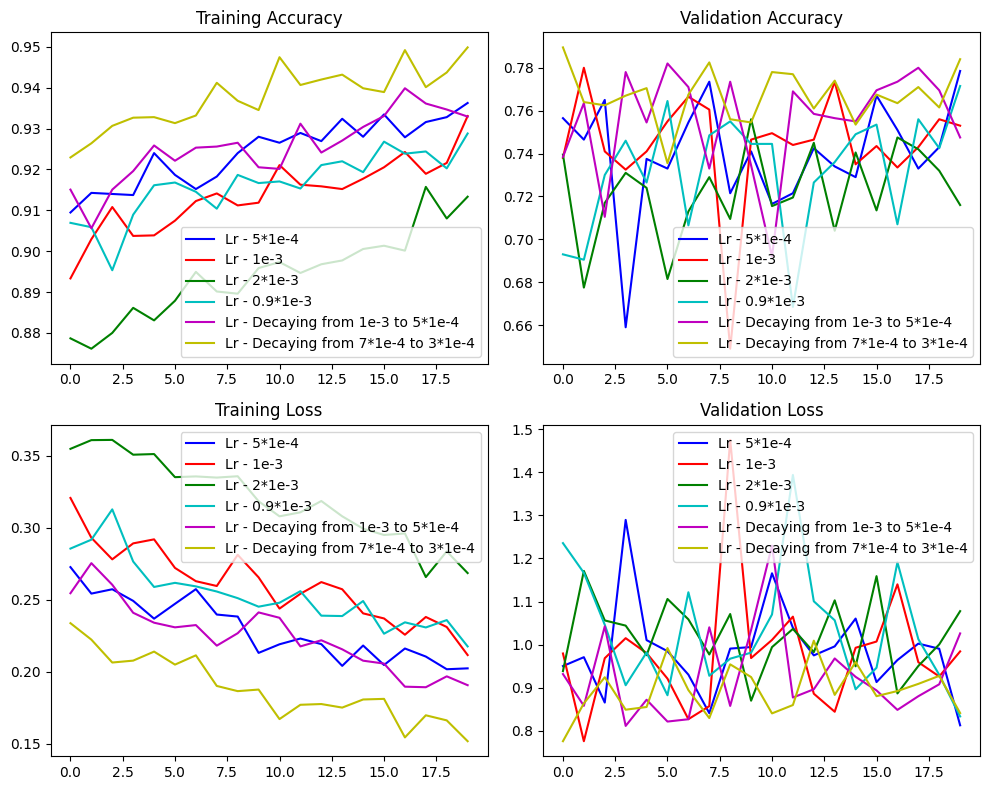 Training Accuracy
0.95
0.94
0.93
0.92
0.91
0.90
0.89
0.88
Lr - 5*1e-4
Lr - 1e-3
Lr - 2*1e-3
Lr - 0.9*1e-3
Lr - Decaying from 1e-3 to 5*1e-4
Lr - Decaying from 7*1e-4 to 3*1e-4
0.0 2.5 5.0 7.5 10.0 12.5 15.0 17.5
Validation Accuracy
0.78
0.76
0.74
0.72
0.70
0.68
0.66
Lr - 5*1e-4
Lr - 1e-3
Lr - 2*1e-3
Lr - 0.9*1e-3
Lr - Decaying from 1e-3 to 5*1e-4
Lr - Decaying from 7*1e-4 to 3*1e-4
0.0 2.5 5.0 7.5 10.0 12.5 15.0 17.5
Training Loss
0.35
0.30
0.25
0.20
0.15
Lr - 5*1e-4
Lr - 1e-3
Lr - 2*1e-3
Lr - 0.9*1e-3
Lr - Decaying from 1e-3 to 5*1e-4
Lr - Decaying from 7*1e-4 to 3*1e-4
0.0 2.5 5.0 7.5 10.0 12.5 15.0 17.5
Validation Loss
1.5
1.4
1.3
1.2
1.1
1.0
0.9
0.8
Lr - 5*1e-4
Lr - 1e-3
Lr - 2*1e-3
Lr - 0.9*1e-3
Lr - Decaying from 1e-3 to 5*1e-4
Lr - Decaying from 7*1e-4 to 3*1e-4
0.0 2.5 5.0 7.5 10.0 12.5 15.0 17.5